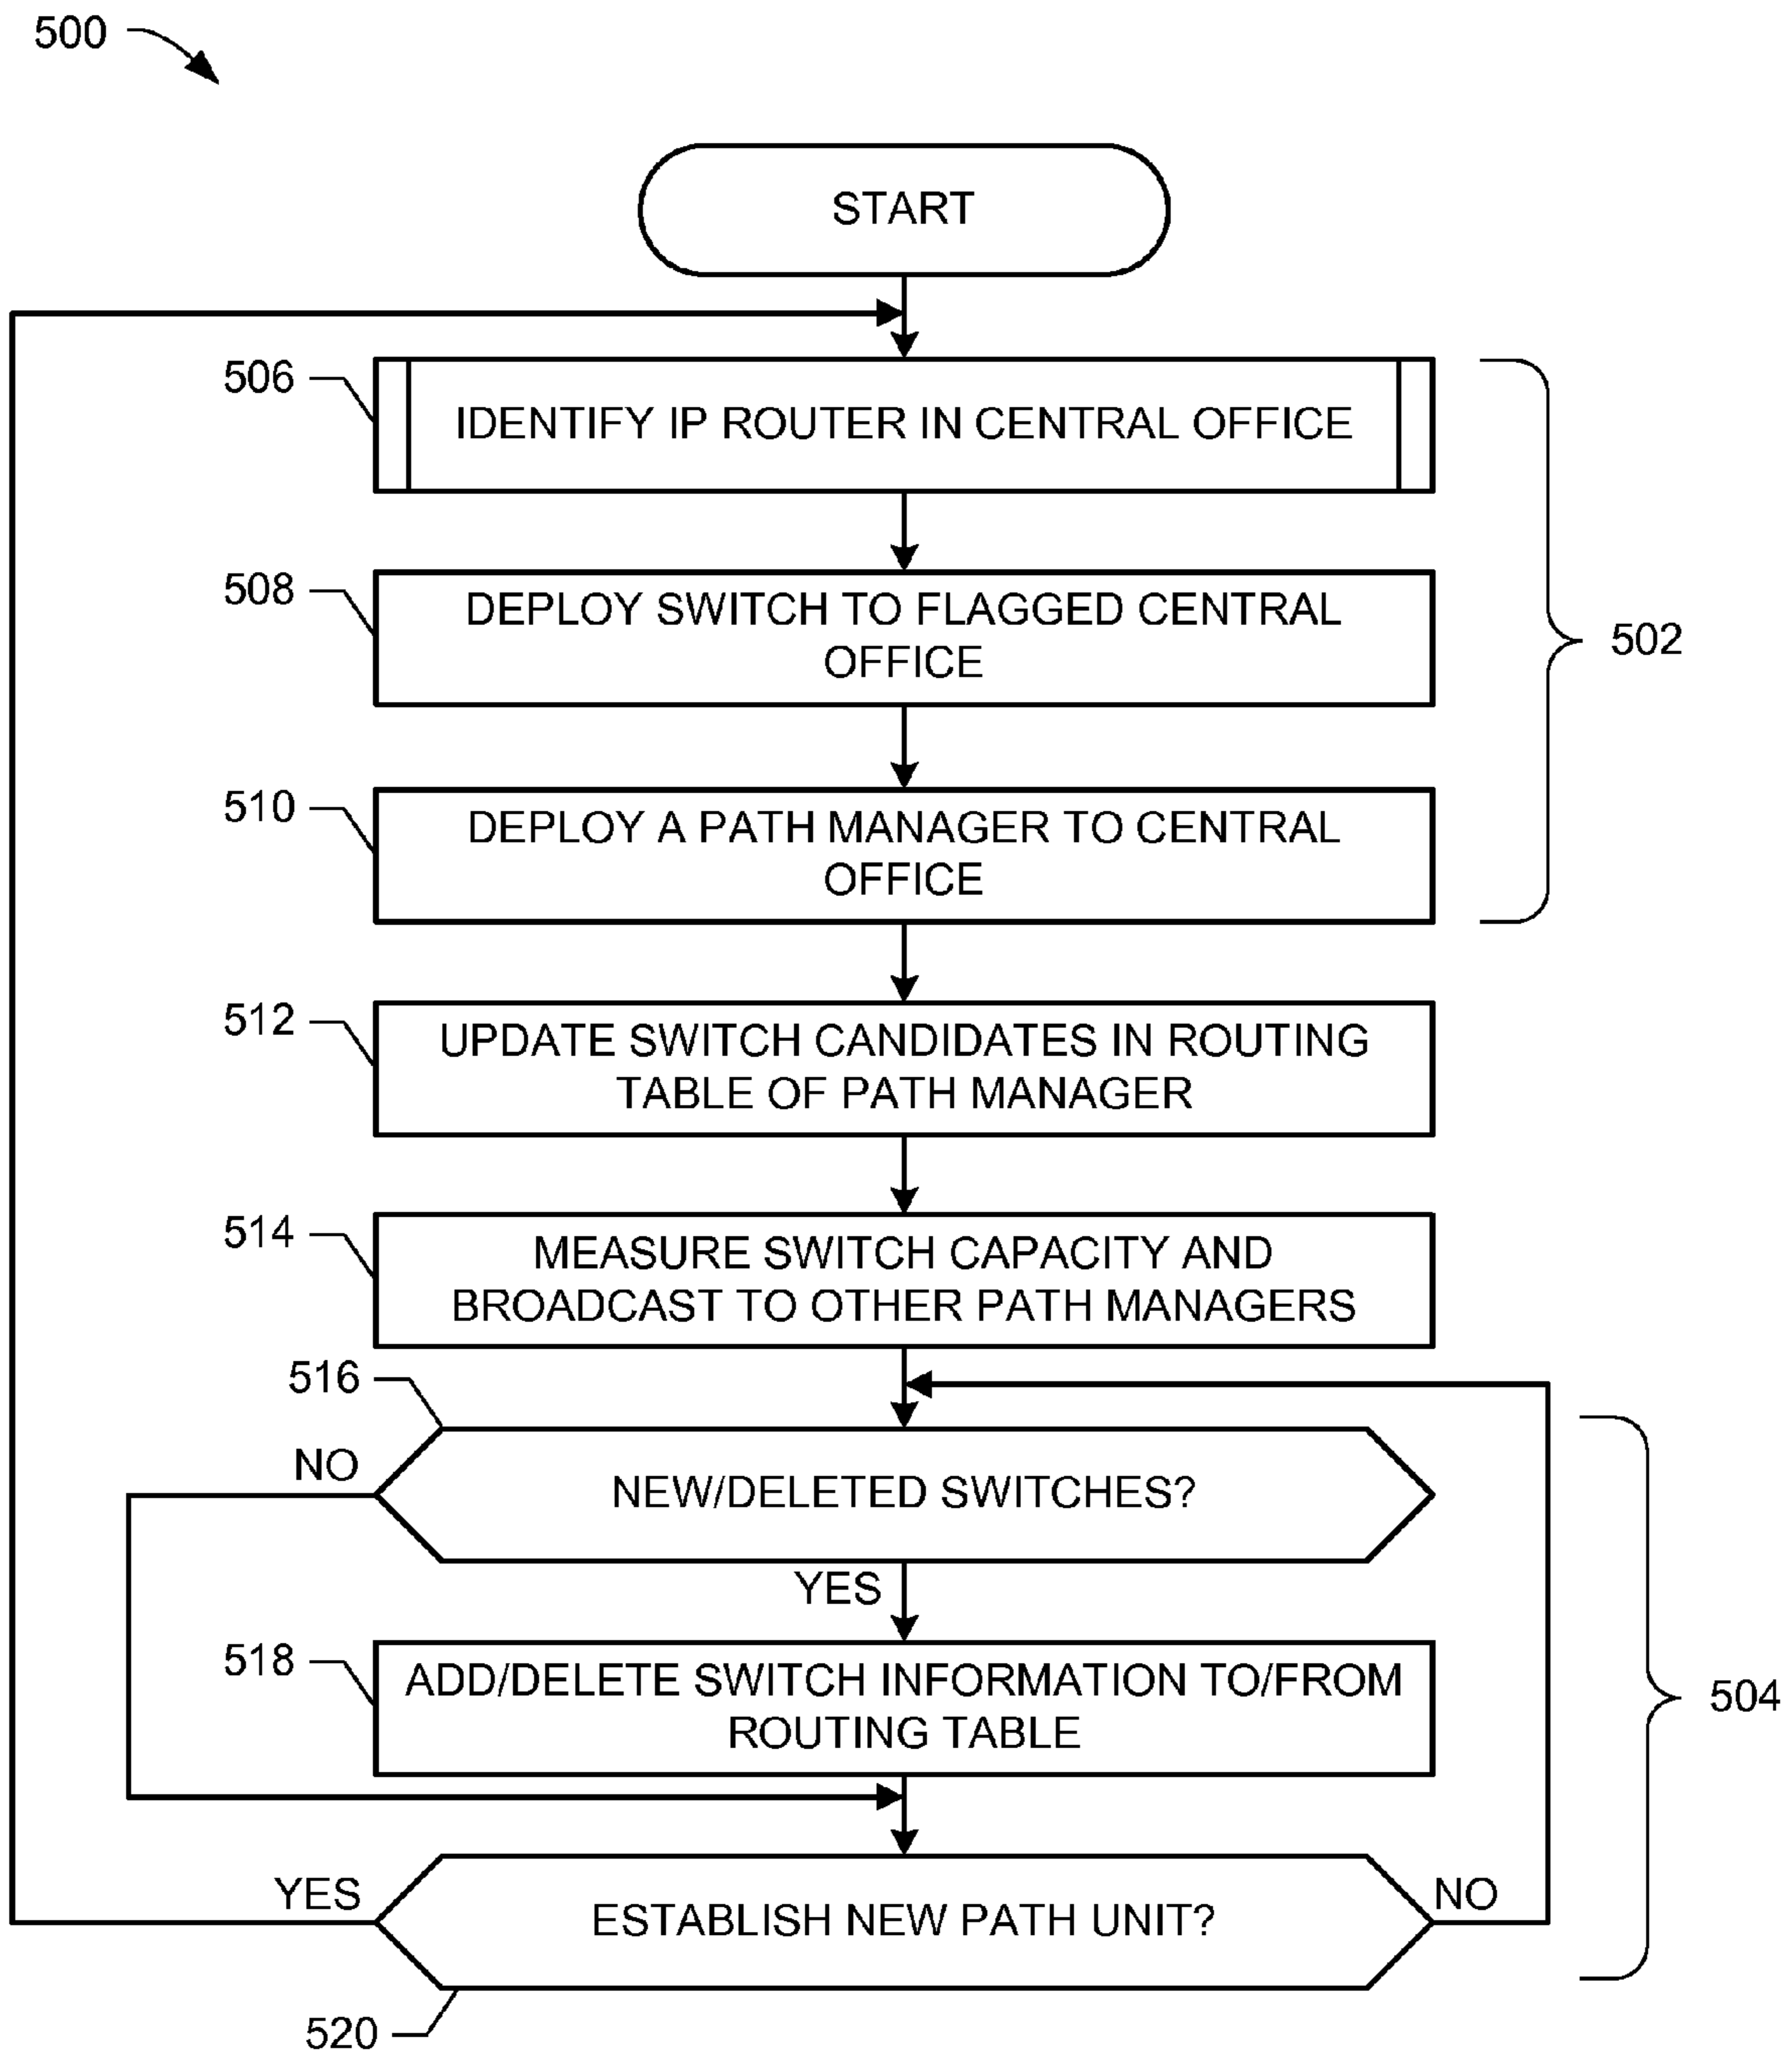 500
START
506
IDENTIFY IP ROUTER IN CENTRAL OFFICE
508
DEPLOY SWITCH TO FLAGGED CENTRAL
OFFICE
502
510
DEPLOY A PATH MANAGER TO CENTRAL
OFFICE
512
UPDATE SWITCH CANDIDATES IN ROUTING
TABLE OF PATH MANAGER
514
MEASURE SWITCH CAPACITY AND
BROADCAST TO OTHER PATH MANAGERS
516
NO
NEW/DELETED SWITCHES?
YES
518
ADD/DELETE SWITCH INFORMATION TO/FROM
ROUTING TABLE
504
YES
ESTABLISH NEW PATH UNIT?
NO
520